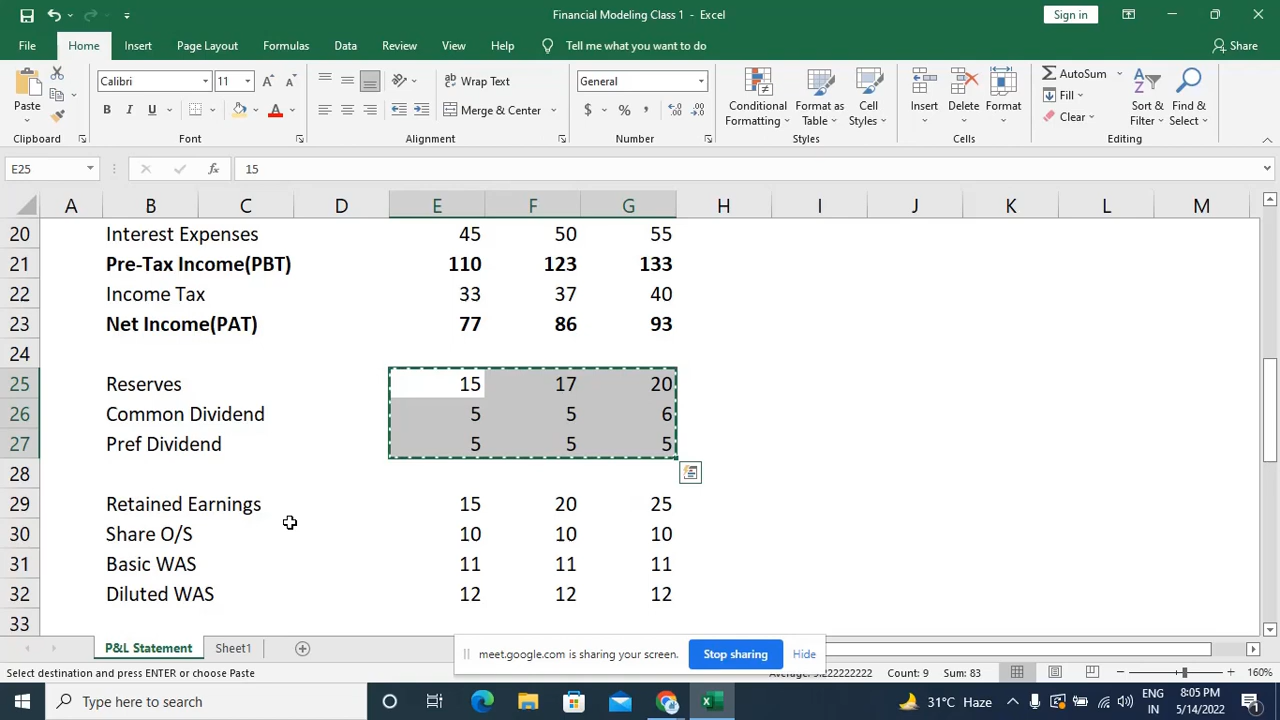 Financial Modeling Class 1 - Excel
Sign in
File Home Insert Page Layout Formulas Data Review View Help Tell me what you want to do Share
Paste
Calibri 11
B I U
Wrap Text
Merge & Center
General
$ % ,
Conditional Formatting
Format as Table
Cell Styles
Insert
Delete
Format
AutoSum
Fill
Clear
Sort & Filter
Find & Select
Clipboard Font Alignment Number Styles Cells Editing
E25 fx 15
A B C D E F G H I J K L M
20 Interest Expenses 45 50 55
21 Pre-Tax Income(PBT) 110 123 133
22 Income Tax 33 37 40
23 Net Income(PAT) 77 86 93
24
25 Reserves 15 17 20
26 Common Dividend 5 5 6
27 Pref Dividend 5 5 5
28
29 Retained Earnings 15 20 25
30 Share O/S 10 10 10
31 Basic WAS 11 11 11
32 Diluted WAS 12 12 12
33
P&L Statement Sheet1
meet.google.com is sharing your screen. Stop sharing Hide
Select destination and press ENTER or choose Paste
Count: 9 Sum: 83 160%
Type here to search
31°C Haze
ENG
IN
8:05 PM
5/14/2022
1